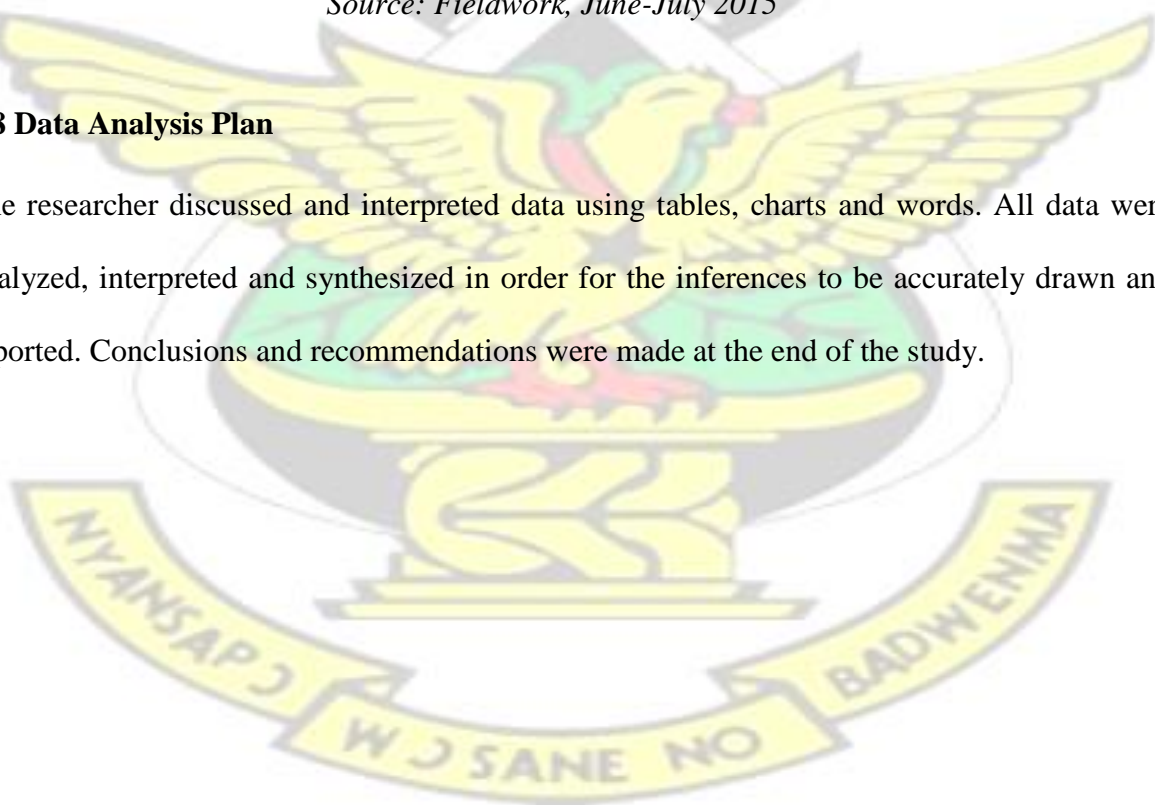 Source: Fieldwork, June-July 2015
8 Data Analysis Plan
e researcher discussed and interpreted data using tables, charts and words. All data wer
alyzed, interpreted and synthesized in order for the inferences to be accurately drawn an
ported. Conclusions and recommendations were made at the end of the study.
NYANSAPƆ WƆSANE NO BADWENMA